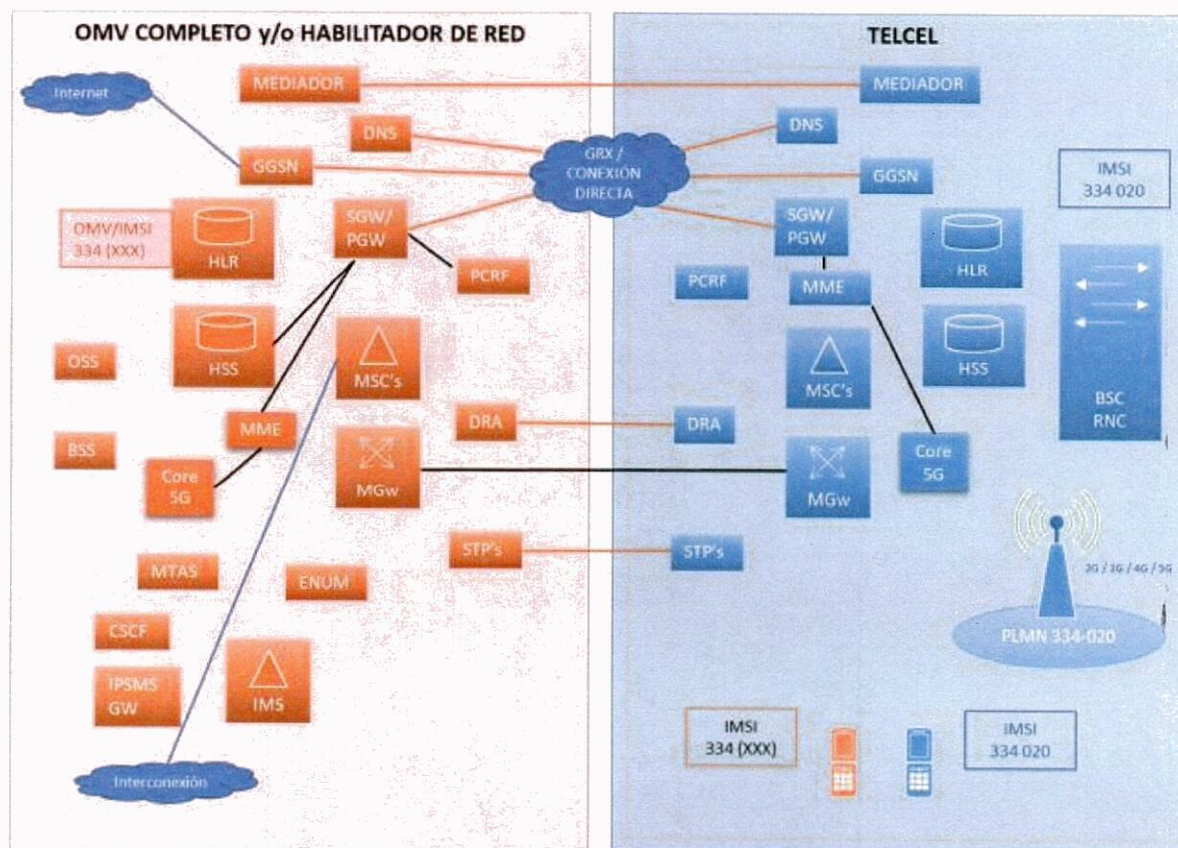 OMV COMPLETO y/o HABILITADOR DE RED
Internet
MEDIADOR
DNS
GGSN
OMV/IMSI
334 (XXX)
HLR
SGW/
PGW
PCRF
HSS
OSS
MSC's
MME
DRA
BSS
Core
5G
MGw
STP's
MTAS
ENUM
CSCF
IPSMS
GW
IMS
Interconexión
GRX /
CONEXIÓN
DIRECTA
TELCEL
MEDIADOR
DNS
GGSN
IMSI
334 020
SGW/
PGW
HLR
PCRF
MME
MSC's
HSS
BSC
RNC
DRA
Core
5G
MGw
STP's
2G / 3G / 4G / 5G
PLMN 334-020
IMSI
334 (XXX)
IMSI
334 020